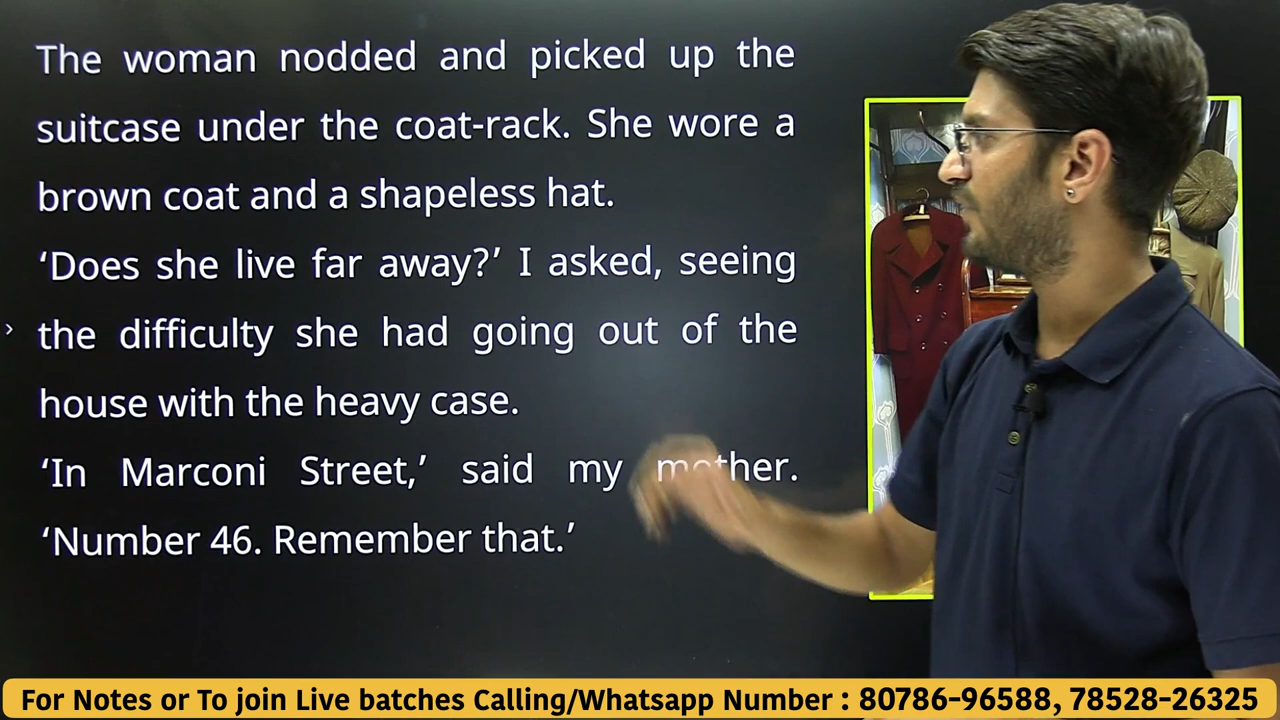 The woman nodded and picked up the
suitcase under the coat-rack. She wore a
brown coat and a shapeless hat.
‘Does she live far away?’ I asked, seeing
the difficulty she had going out of the
house with the heavy case.
‘In Marconi Street,’ said my mother.
‘Number 46. Remember that.’
For Notes or To join Live batches Calling/Whatsapp Number : 80786-96588, 78528-26325